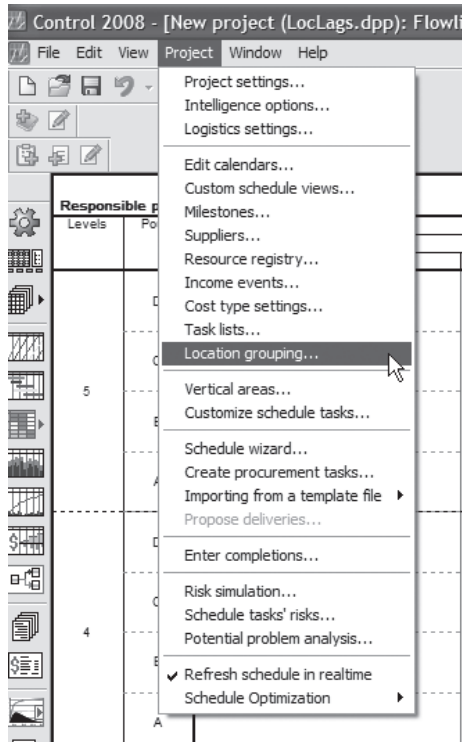 Control 2008 - [New project (LocLags.dpp): Flowli
File Edit View Project Window Help
Project settings...
Intelligence options...
Logistics settings...
Edit calendars...
Custom schedule views...
Milestones...
Suppliers...
Resource registry...
Income events...
Cost type settings...
Task lists...
Location grouping...
Vertical areas...
Customize schedule tasks...
Schedule wizard...
Create procurement tasks...
Importing from a template file
Propose deliveries...
Enter completions...
Risk simulation...
Schedule tasks' risks...
Potential problem analysis...
Refresh schedule in realtime
Schedule Optimization
Responsible p
Levels Po
5
4
A